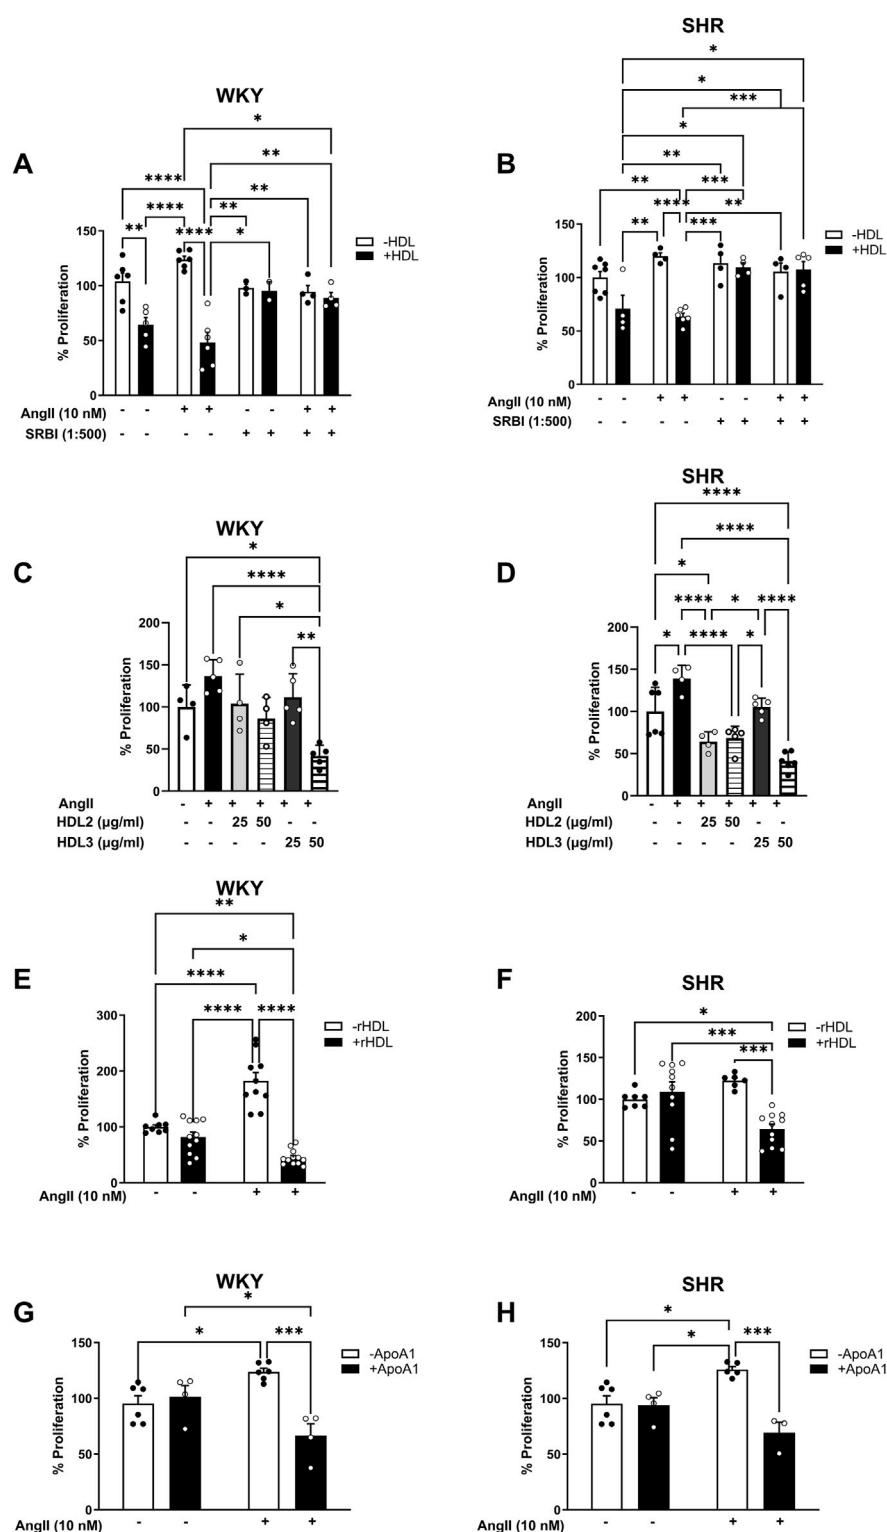 SHR
*
WKY
*
***
*
*
A
**
B
****
**
**
***
****
**
****
**
** **** *
** ***
-HDL
+HDL
-HDL
+HDL
% Proliferation
150
100
50
0
% Proliferation
150
100
50
0
AngII (10 nM) - - + + - - + +
SRBI (1:500) - - - - + + + +
AngII (10 nM) - - + + - - + +
SRBI (1:500) - - - - + + + +
SHR
****
WKY
*
****
C
D
****
*
*
**** * ****
**
* **** *
% Proliferation
200
150
100
50
0
% Proliferation
200
150
100
50
0
AngII - + + + + +
HDL2 (µg/ml) - - 25 50 - -
HDL3 (µg/ml) - - - - 25 50
AngII - + + + + +
HDL2 (µg/ml) - - 25 50 - -
HDL3 (µg/ml) - - - - 25 50
WKY
**
*
E
****
**** ****
-rHDL
+rHDL
% Proliferation
300
200
100
0
AngII (10 nM) - - + +
F
SHR
*
***
***
-rHDL
+rHDL
% Proliferation
200
150
100
50
0
AngII (10 nM) - - + +
WKY
*
G
* ***
-ApoA1
+ApoA1
% Proliferation
150
100
50
0
AngII (10 nM) - - + +
SHR
H
*
* ***
-ApoA1
+ApoA1
% Proliferation
150
100
50
0
AngII (10 nM) - - + +